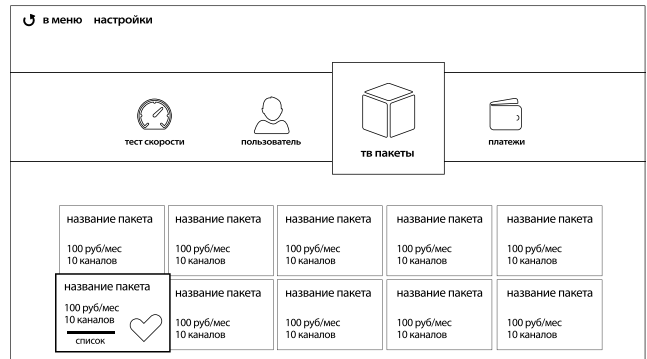 в меню настройки
тест скорости пользователь тв пакеты платежи
название пакета название пакета название пакета название пакета название пакета
100 руб/мес 100 руб/мес 100 руб/мес 100 руб/мес 100 руб/мес
10 каналов 10 каналов 10 каналов 10 каналов 10 каналов
название пакета название пакета название пакета название пакета название пакета
100 руб/мес 100 руб/мес 100 руб/мес 100 руб/мес 100 руб/мес
10 каналов 10 каналов 10 каналов 10 каналов 10 каналов
список